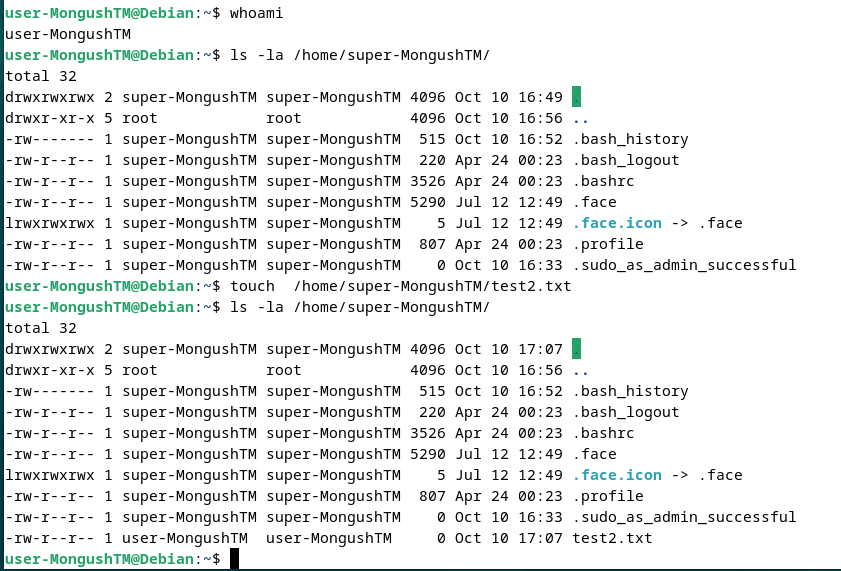 user-MongushTM@Debian:~$ whoami
user-MongushTM
user-MongushTM@Debian:~$ ls -la /home/super-MongushTM/
total 32
drwxrwxrwx 2 super-MongushTM super-MongushTM 4096 Oct 10 16:49 .
drwxr-xr-x 5 root            root            4096 Oct 10 16:56 ..
-rw------- 1 super-MongushTM super-MongushTM  515 Oct 10 16:52 .bash_history
-rw-r--r-- 1 super-MongushTM super-MongushTM  220 Apr 24 00:23 .bash_logout
-rw-r--r-- 1 super-MongushTM super-MongushTM 3526 Apr 24 00:23 .bashrc
-rw-r--r-- 1 super-MongushTM super-MongushTM 5290 Jul 12 12:49 .face
lrwxrwxrwx 1 super-MongushTM super-MongushTM    5 Jul 12 12:49 .face.icon -> .face
-rw-r--r-- 1 super-MongushTM super-MongushTM  807 Apr 24 00:23 .profile
-rw-r--r-- 1 super-MongushTM super-MongushTM    0 Oct 10 16:33 .sudo_as_admin_successful
user-MongushTM@Debian:~$ touch  /home/super-MongushTM/test2.txt
user-MongushTM@Debian:~$ ls -la /home/super-MongushTM/
total 32
drwxrwxrwx 2 super-MongushTM super-MongushTM 4096 Oct 10 17:07 .
drwxr-xr-x 5 root            root            4096 Oct 10 16:56 ..
-rw------- 1 super-MongushTM super-MongushTM  515 Oct 10 16:52 .bash_history
-rw-r--r-- 1 super-MongushTM super-MongushTM  220 Apr 24 00:23 .bash_logout
-rw-r--r-- 1 super-MongushTM super-MongushTM 3526 Apr 24 00:23 .bashrc
-rw-r--r-- 1 super-MongushTM super-MongushTM 5290 Jul 12 12:49 .face
lrwxrwxrwx 1 super-MongushTM super-MongushTM    5 Jul 12 12:49 .face.icon -> .face
-rw-r--r-- 1 super-MongushTM super-MongushTM  807 Apr 24 00:23 .profile
-rw-r--r-- 1 super-MongushTM super-MongushTM    0 Oct 10 16:33 .sudo_as_admin_successful
-rw-r--r-- 1 user-MongushTM  user-MongushTM     0 Oct 10 17:07 test2.txt
user-MongushTM@Debian:~$